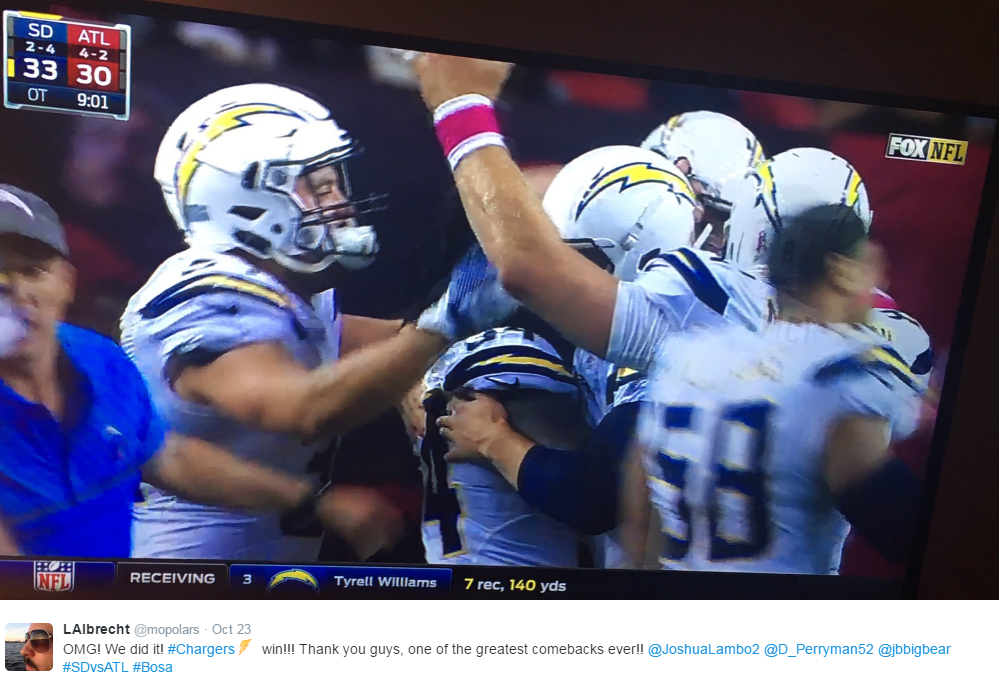 SD ATL
2-4 4-2
33 30
OT 9:01
FOX NFL
58
NFL RECEIVING 3 Tyrell Williams 7 rec, 140 yds
LAlbrecht @mopolars · Oct 23
OMG! We did it! #Chargers⚡ win!!! Thank you guys, one of the greatest comebacks ever!! @JoshuaLambo2 @D_Perryman52 @jbbigbear
#SDvsATL #Bosa